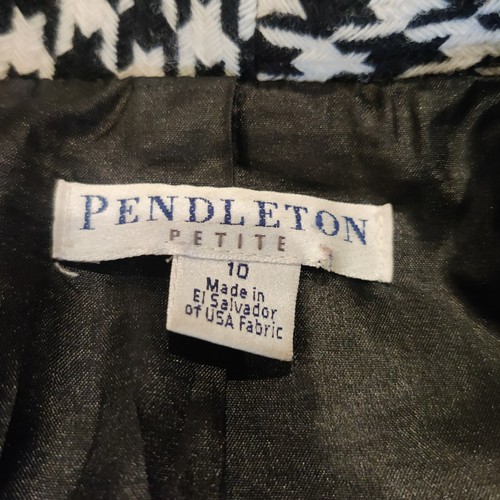 PENDLETON
PETITE
10
Made in
El Salvador
of USA Fabric